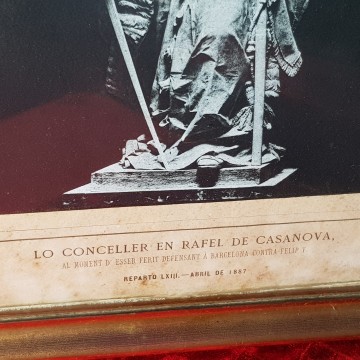 LO CONCELLER EN RAFEL DE CASANOVA,
AL MOMENT D' ESSER FERIT DEFENSANT Á BARCELONA CONTRA FELIP V
REPARTO LXIII.—ABRIL DE 1887